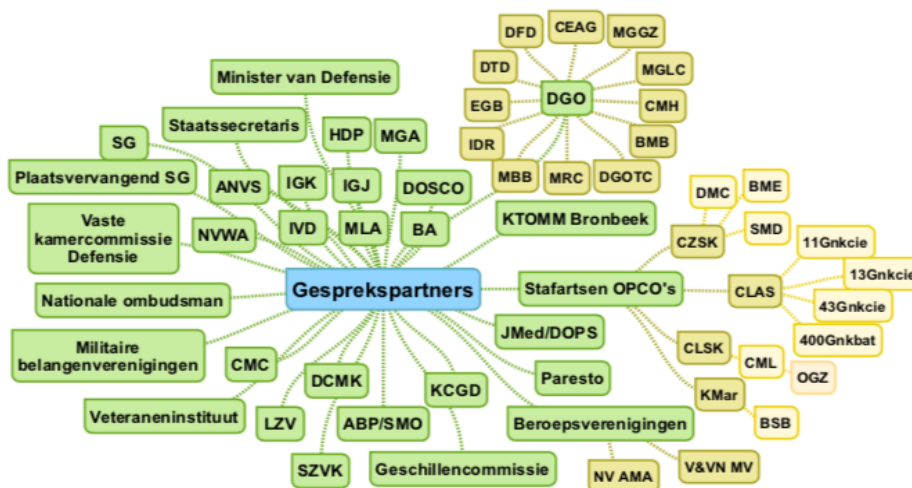 CEAG
DFD
MGGZ
DTD
MGLC
Minister van Defensie
DGO
EGB
CMH
Staatssecretaris
HDP
MGA
SG
IDR
BMB
Plaatsvervangend SG
ANVS
IGK
IGJ
DOSCO
MBB
MRC
DGOTC
Vaste
kamercommissie
Defensie
NVWA
IVD
MLA
BA
KTOMM Bronbeek
DMC
BME
CZSK
SMD
11Gnkcie
Gesprekspartners
Stafartsen OPCO's
CLAS
13Gnkcie
Nationale ombudsman
43Gnkcie
JMed/DOPS
400Gnkbat
Militaire
belangenverenigingen
CMC
CLSK
CML
OGZ
DCMK
KCGD
Paresto
KMar
Veteraneninstituut
LZV
ABP/SMO
Beroepsverenigingen
BSB
SZVK
Geschillencommissie
NV AMA
V&VN MV